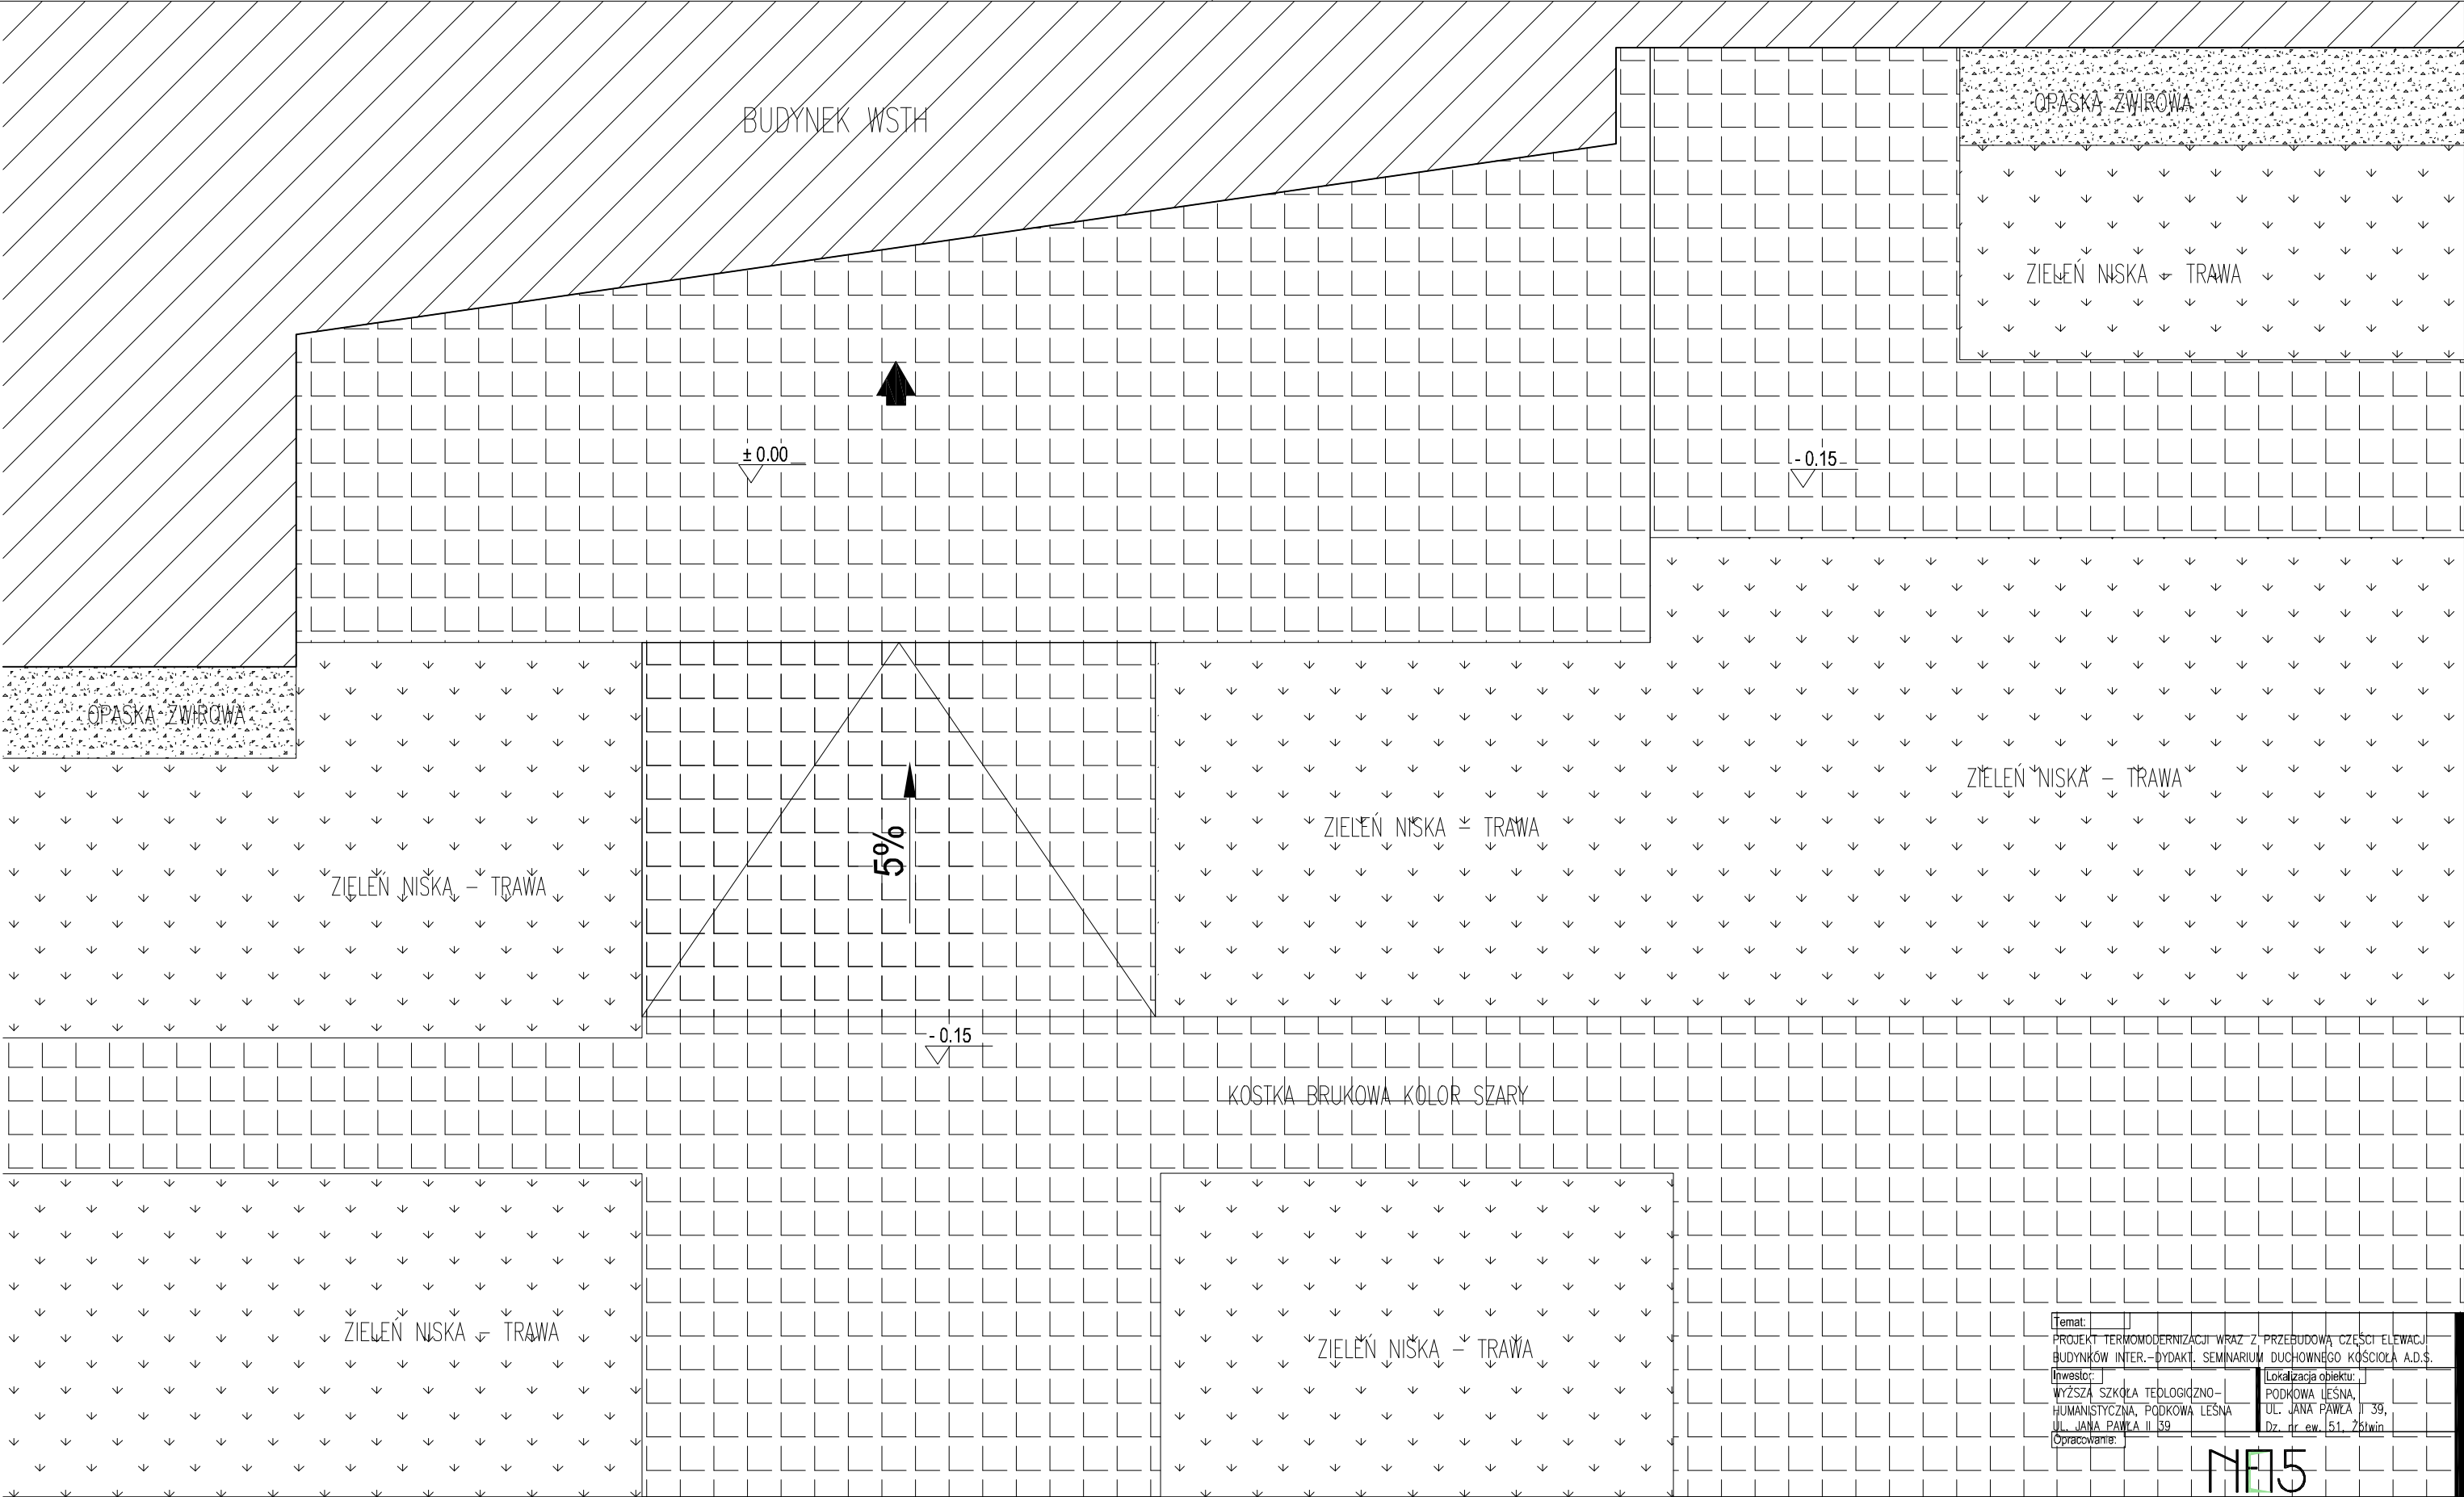 BUDYNEK WSTH
OPASKA ŻWIROWA
ZIELEŃ NISKA – TRAWA
± 0.00
- 0.15
OPASKA ŻWIROWA
ZIELEŃ NISKA – TRAWA
5%
ZIELEŃ NISKA – TRAWA
ZIELEŃ NISKA – TRAWA
- 0.15
KOSTKA BRUKOWA KOLOR SZARY
ZIELEŃ NISKA – TRAWA
ZIELEŃ NISKA – TRAWA
Temat:
PROJEKT TERMOMODERNIZACJI WRAZ Z PRZEBUDOWĄ CZĘŚCI ELEWACJI
BUDYNKÓW INTER.-DYDAKT. SEMINARIUM DUCHOWNEGO KOŚCIOŁA A.D.S.
Inwestor:
WYŻSZA SZKOŁA TEOLOGICZNO-
HUMANISTYCZNA, PODKOWA LEŚNA
UL. JANA PAWŁA II 39
Lokalizacja obiektu:
PODKOWA LEŚNA,
UL. JANA PAWŁA II 39,
Dz. nr ew. 51, Żółwin
Opracowanie: